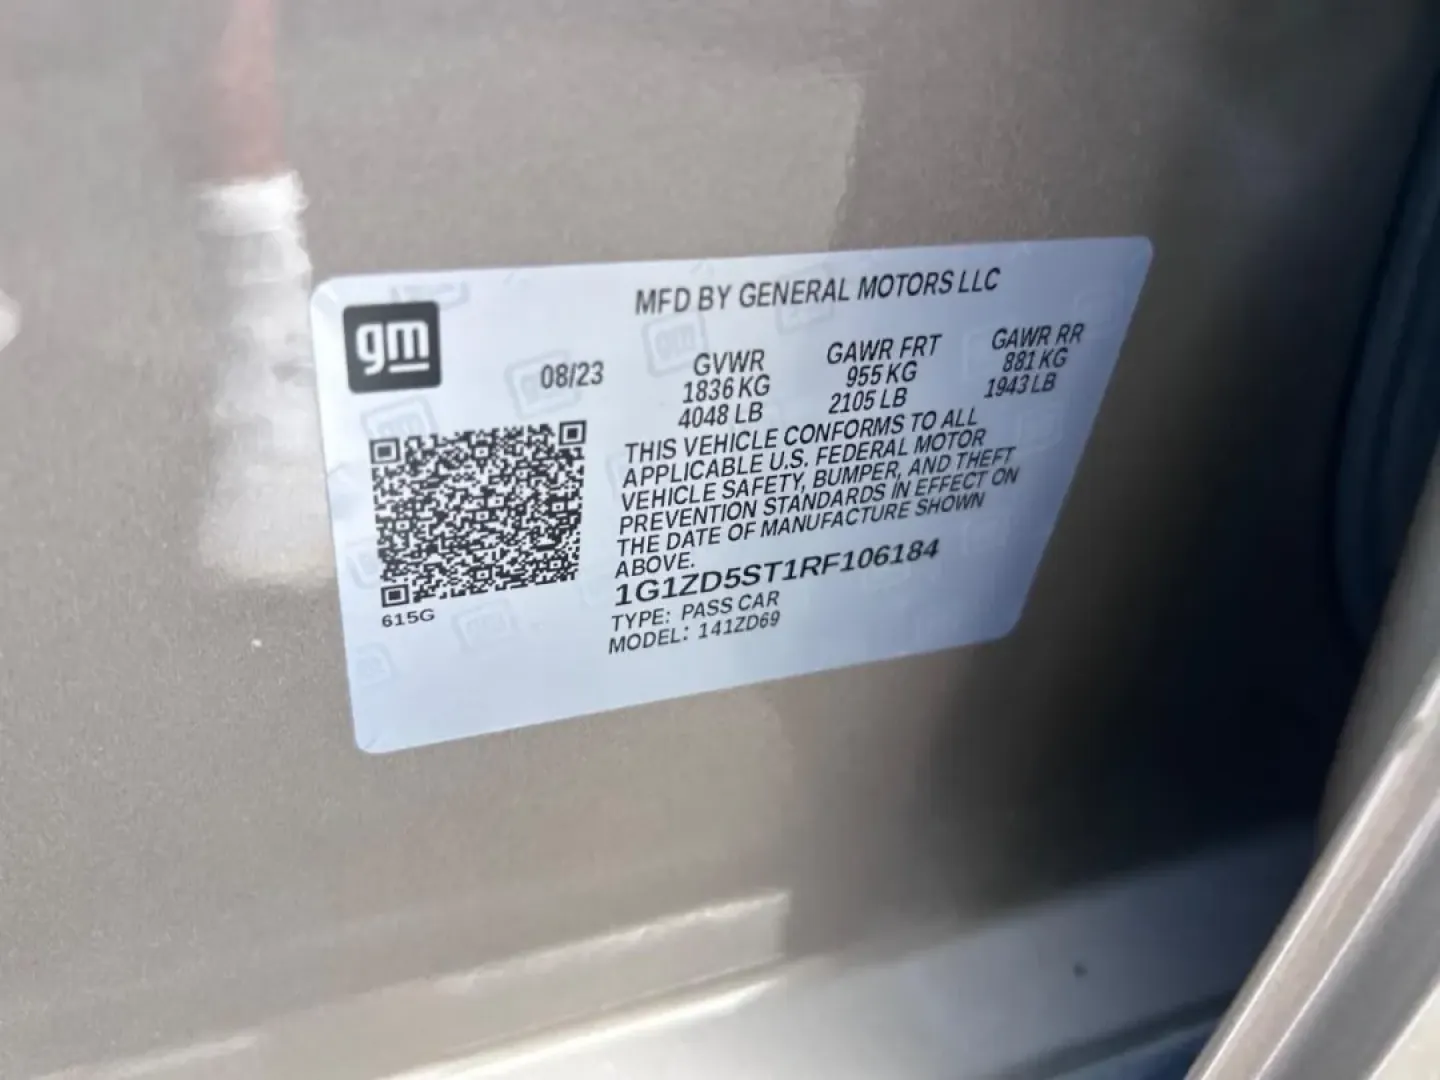 gm
MFD BY GENERAL MOTORS LLC
08/23
GVWR
1836 KG
4048 LB
GAWR FRT
955 KG
2105 LB
GAWR RR
881 KG
1943 LB
THIS VEHICLE CONFORMS TO ALL
APPLICABLE U.S. FEDERAL MOTOR
VEHICLE SAFETY, BUMPER, AND THEFT
PREVENTION STANDARDS IN EFFECT ON
THE DATE OF MANUFACTURE SHOWN
ABOVE.
1G1ZD5ST1RF106184
TYPE: PASS CAR
MODEL: 141ZD69
615G